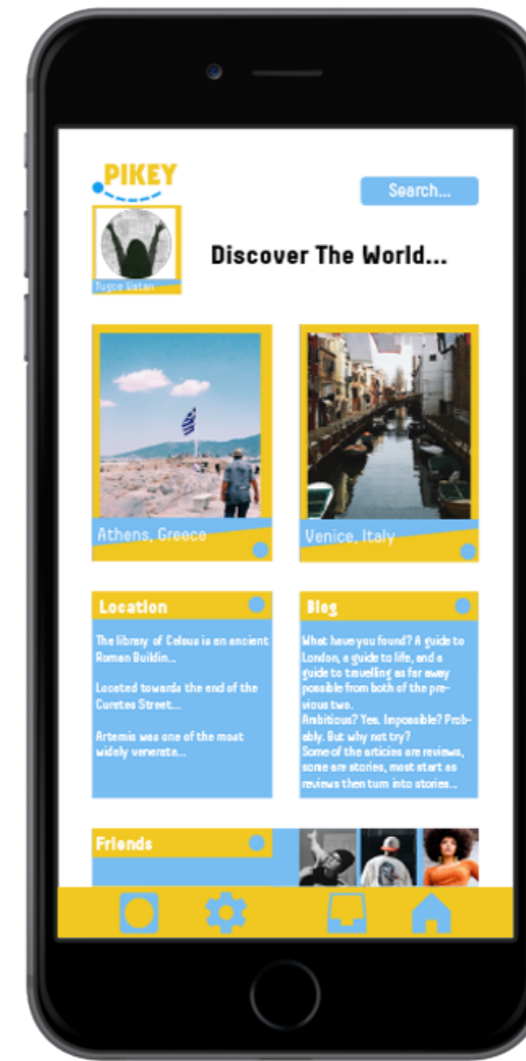 PIKEY
Search...
Tugce Vatan
Discover The World...
Athens, Greece
Venice, Italy
Location
The library of Celsus is an ancient
Roman Buildin...
Located towards the end of the
Curetes Street...
Artemis was one of the most
widely venerate...
Blog
What have you found? A guide to
London, a guide to life, and a
guide to travelling as far away
possible from both of the pre-
vious two.
Ambitious? Yes. Impossible? Prob-
ably. But why not try?
Some of the articles are reviews,
some are stories, most start as
reviews then turn into stories...
Friends